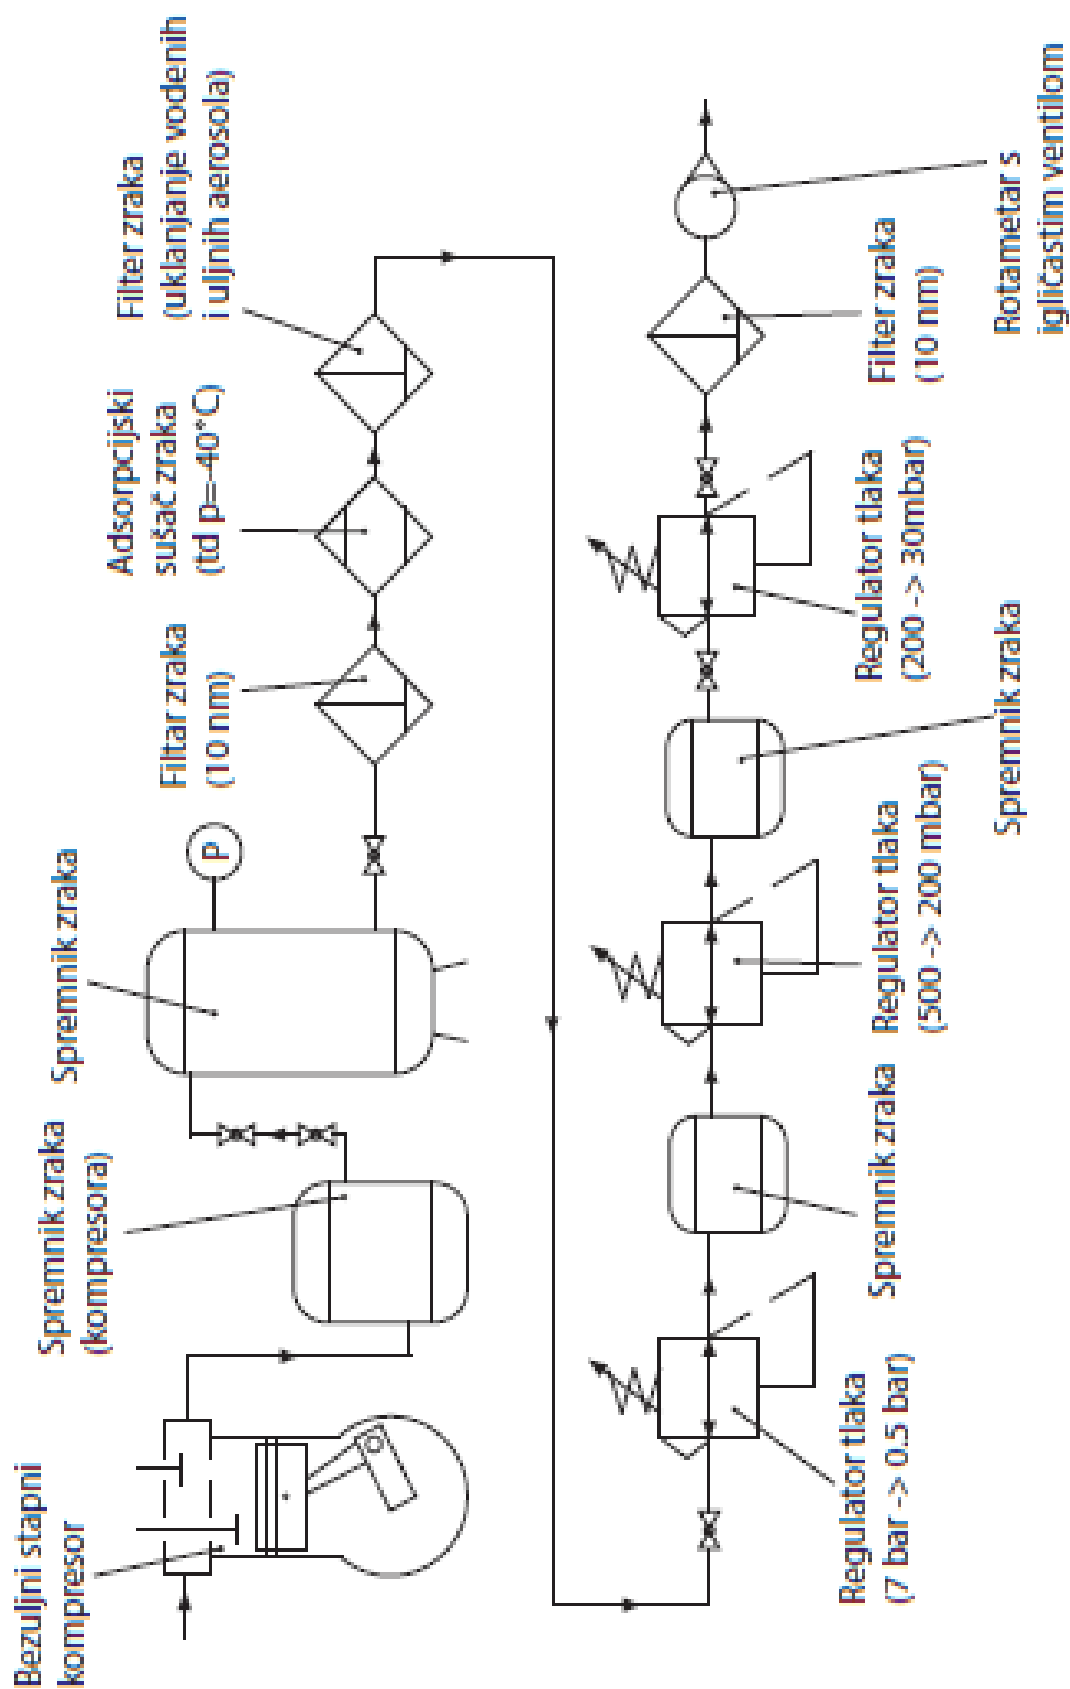 Bezuljni stapni
kompresor
Spremnik zraka
(kompresora)
Spremnik zraka
P
Filtar zraka
(10 nm)
Adsorpcijski
sušač zraka
(td p=-40°C)
Filter zraka
(uklanjanje vodenih
i uljnih aerosola)
Regulator tlaka
(7 bar -> 0.5 bar)
Spremnik zraka
Regulator tlaka
(500 -> 200 mbar)
Spremnik zraka
Regulator tlaka
(200 -> 30mbar)
Filter zraka
(10 nm)
Rotametar s
igličastim ventilom